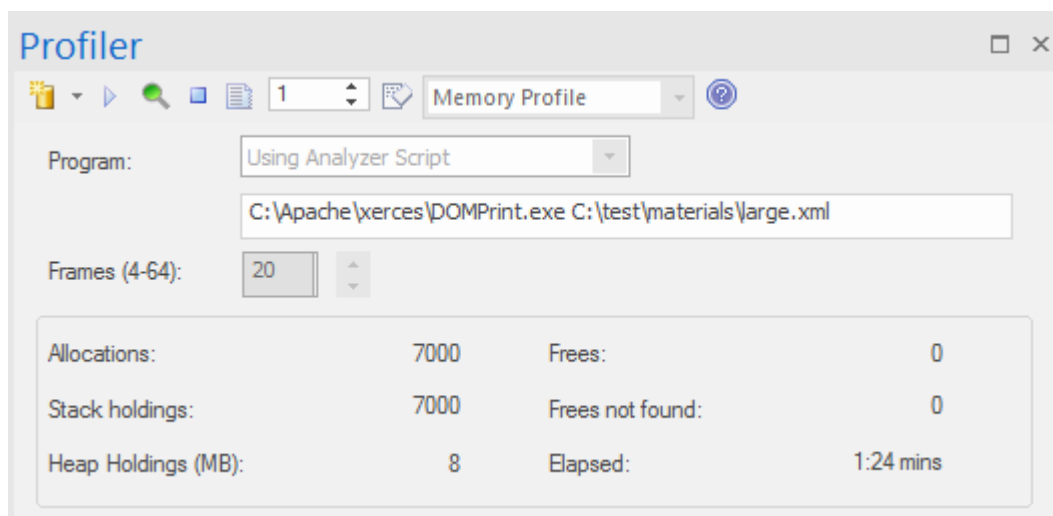 Profiler
1 Memory Profile
Program: Using Analyzer Script
C:\Apache\xerces\DOMPrint.exe C:\test\materials\large.xml
Frames (4-64): 20
Allocations: 7000 Frees: 0
Stack holdings: 7000 Frees not found: 0
Heap Holdings (MB): 8 Elapsed: 1:24 mins